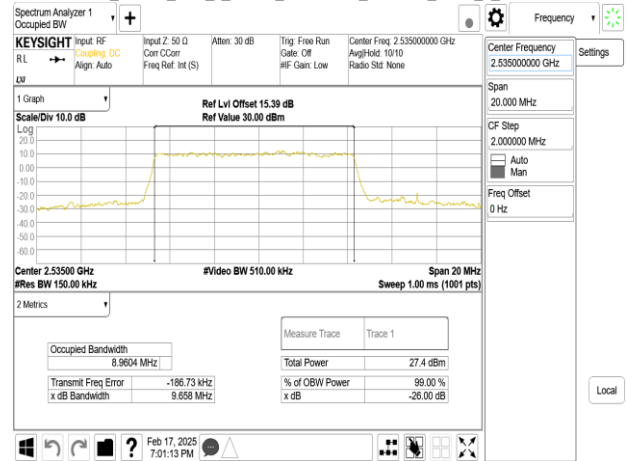 Spectrum Analyzer 1
Occupied BW
Frequency
KEYSIGHT
RL
Input: RF
Coupling: DC
Align: Auto
Input Z: 50 Ω
Corr CCorr
Freq Ref: Int (S)
Atten: 30 dB
Trig: Free Run
Gate: Off
#IF Gain: Low
Center Freq: 2.535000000 GHz
Avg|Hold: 10/10
Radio Std: None
LXI
Center Frequency
2.535000000 GHz
Settings
Span
20.000 MHz
CF Step
2.000000 MHz
Auto
Man
Freq Offset
0 Hz
1 Graph
Scale/Div 10.0 dB
Ref Lvl Offset 15.39 dB
Ref Value 30.00 dBm
Log
20.0
10.0
0.00
-10.0
-20.0
-30.0
-40.0
-50.0
-60.0
Center 2.53500 GHz
#Res BW 150.00 kHz
#Video BW 510.00 kHz
Span 20 MHz
Sweep 1.00 ms (1001 pts)
2 Metrics
Measure Trace Trace 1
Occupied Bandwidth
8.9604 MHz
Total Power 27.4 dBm
Transmit Freq Error -186.73 kHz
% of OBW Power 99.00 %
x dB Bandwidth 9.658 MHz
x dB -26.00 dB
Local
?
Feb 17, 2025
7:01:13 PM